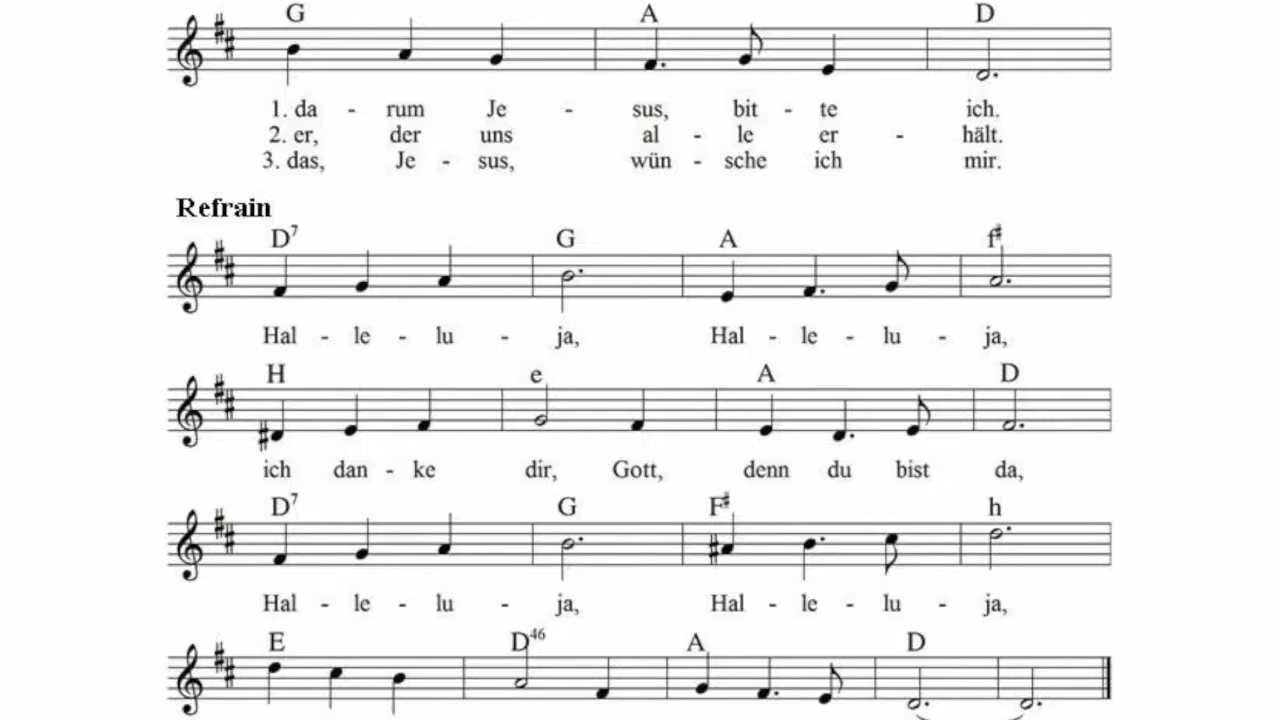 G A D
1. da - rum Je - sus, bit - te ich.
2. er, der uns al - le er - hält.
3. das, Je - sus, wün - sche ich mir.
Refrain
D7 G A f#
Hal - le - lu - ja, Hal - le - lu - ja,
H e A D
ich dan - ke dir, Gott, denn du bist da,
D7 G F# h
Hal - le - lu - ja, Hal - le - lu - ja,
E D46 A D